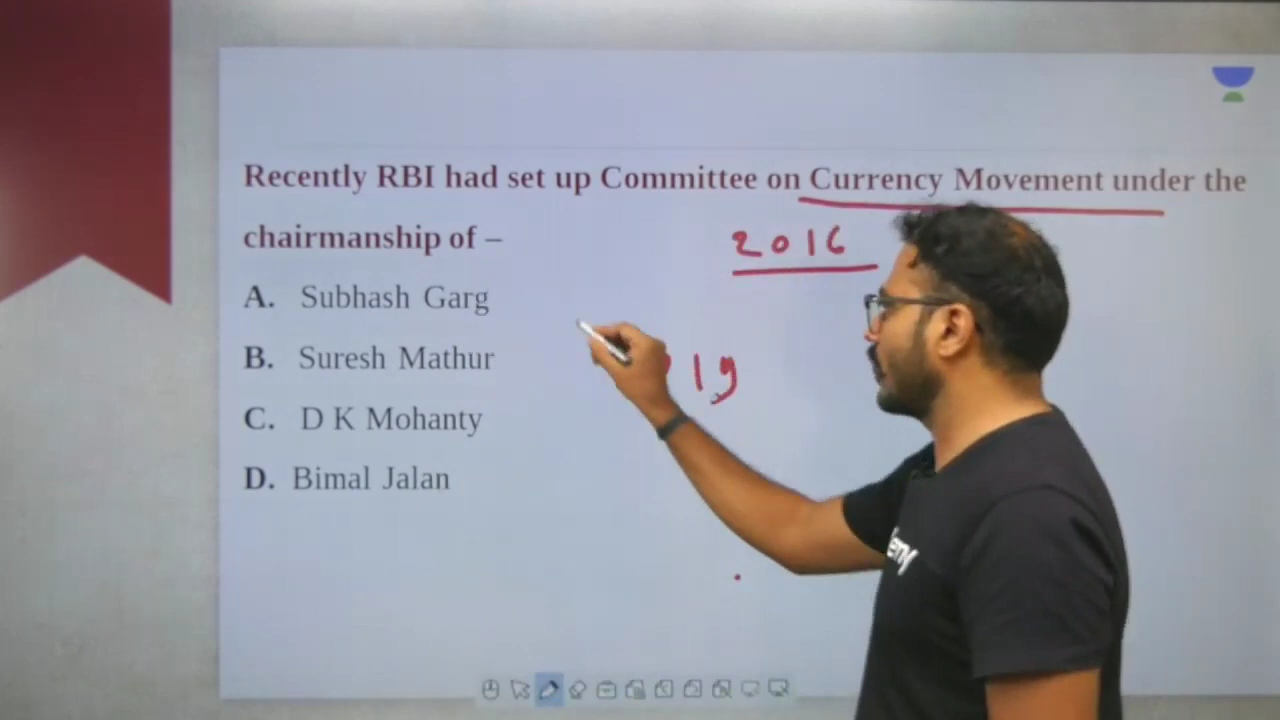 Recently RBI had set up Committee on Currency Movement under the
chairmanship of –
2016
A. Subhash Garg
B. Suresh Mathur
19
C. D K Mohanty
D. Bimal Jalan